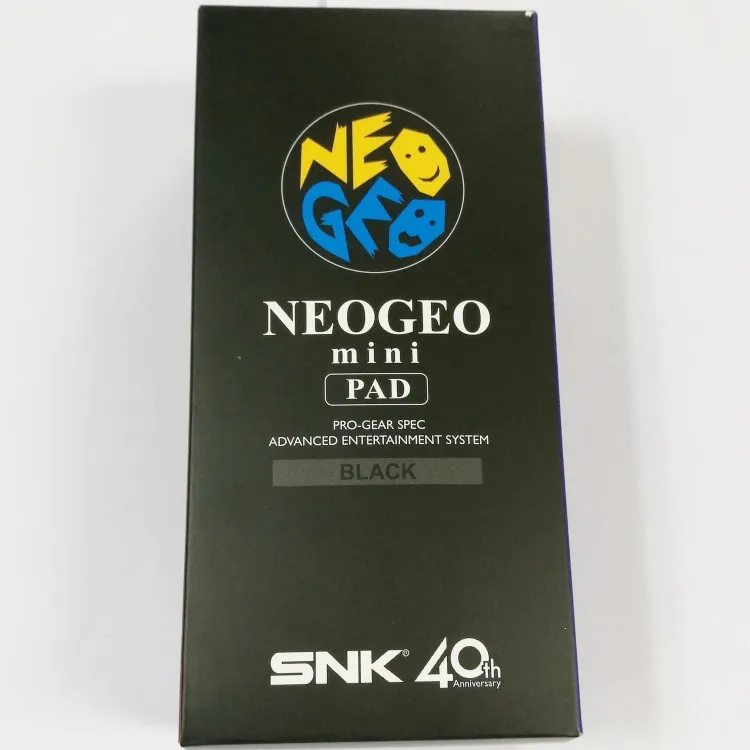 NEO
GEO
NEOGEO
mini
PAD
PRO-GEAR SPEC
ADVANCED ENTERTAINMENT SYSTEM
BLACK
SNK® 40th
Anniversary